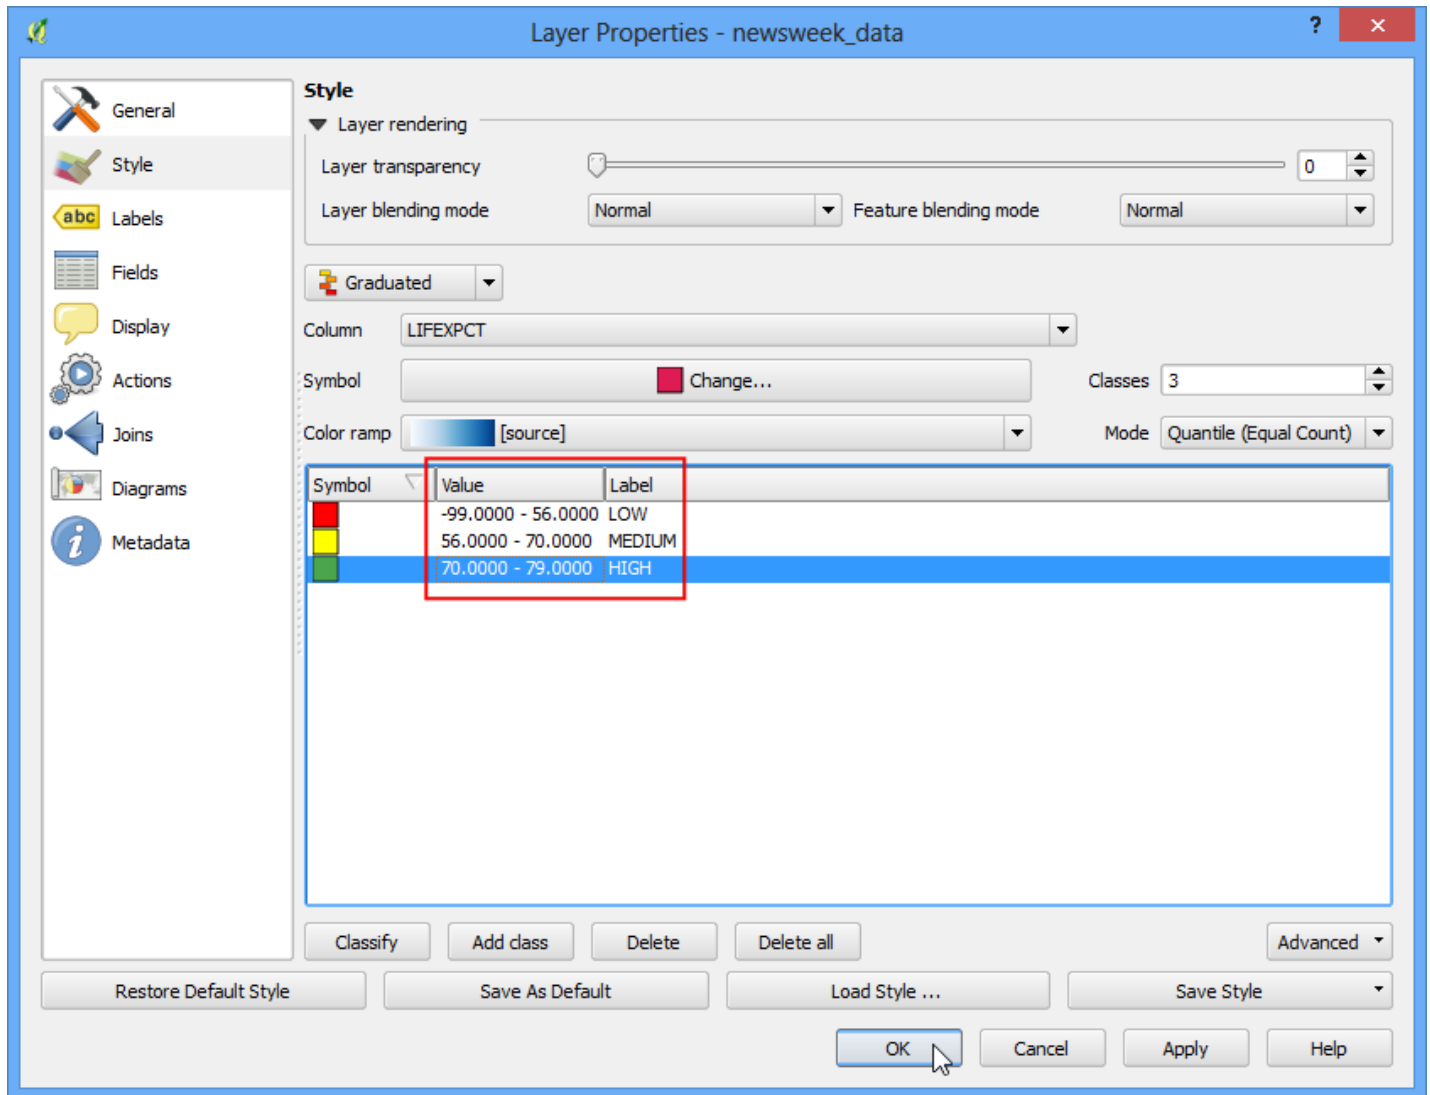 Layer Properties - newsweek_data
?
General
Style
abc Labels
Fields
Display
Actions
Joins
Diagrams
Metadata
Style
Layer rendering
Layer transparency 0
Layer blending mode Normal Feature blending mode Normal
Graduated
Column LIFEXPCT
Symbol Change... Classes 3
Color ramp [source] Mode Quantile (Equal Count)
Symbol Value Label
-99.0000 - 56.0000 LOW
56.0000 - 70.0000 MEDIUM
70.0000 - 79.0000 HIGH
Classify Add class Delete Delete all Advanced
Restore Default Style Save As Default Load Style ... Save Style
OK Cancel Apply Help